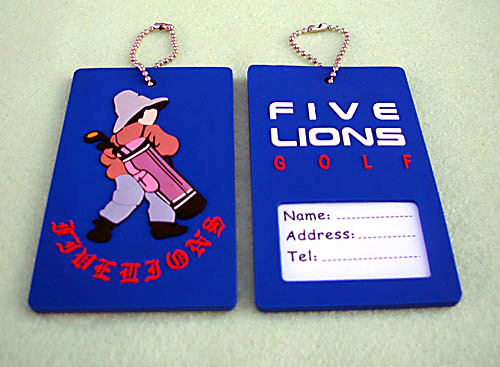 FIVELIONS
FIVE
LIONS
GOLF
Name:
Address:
Tel: